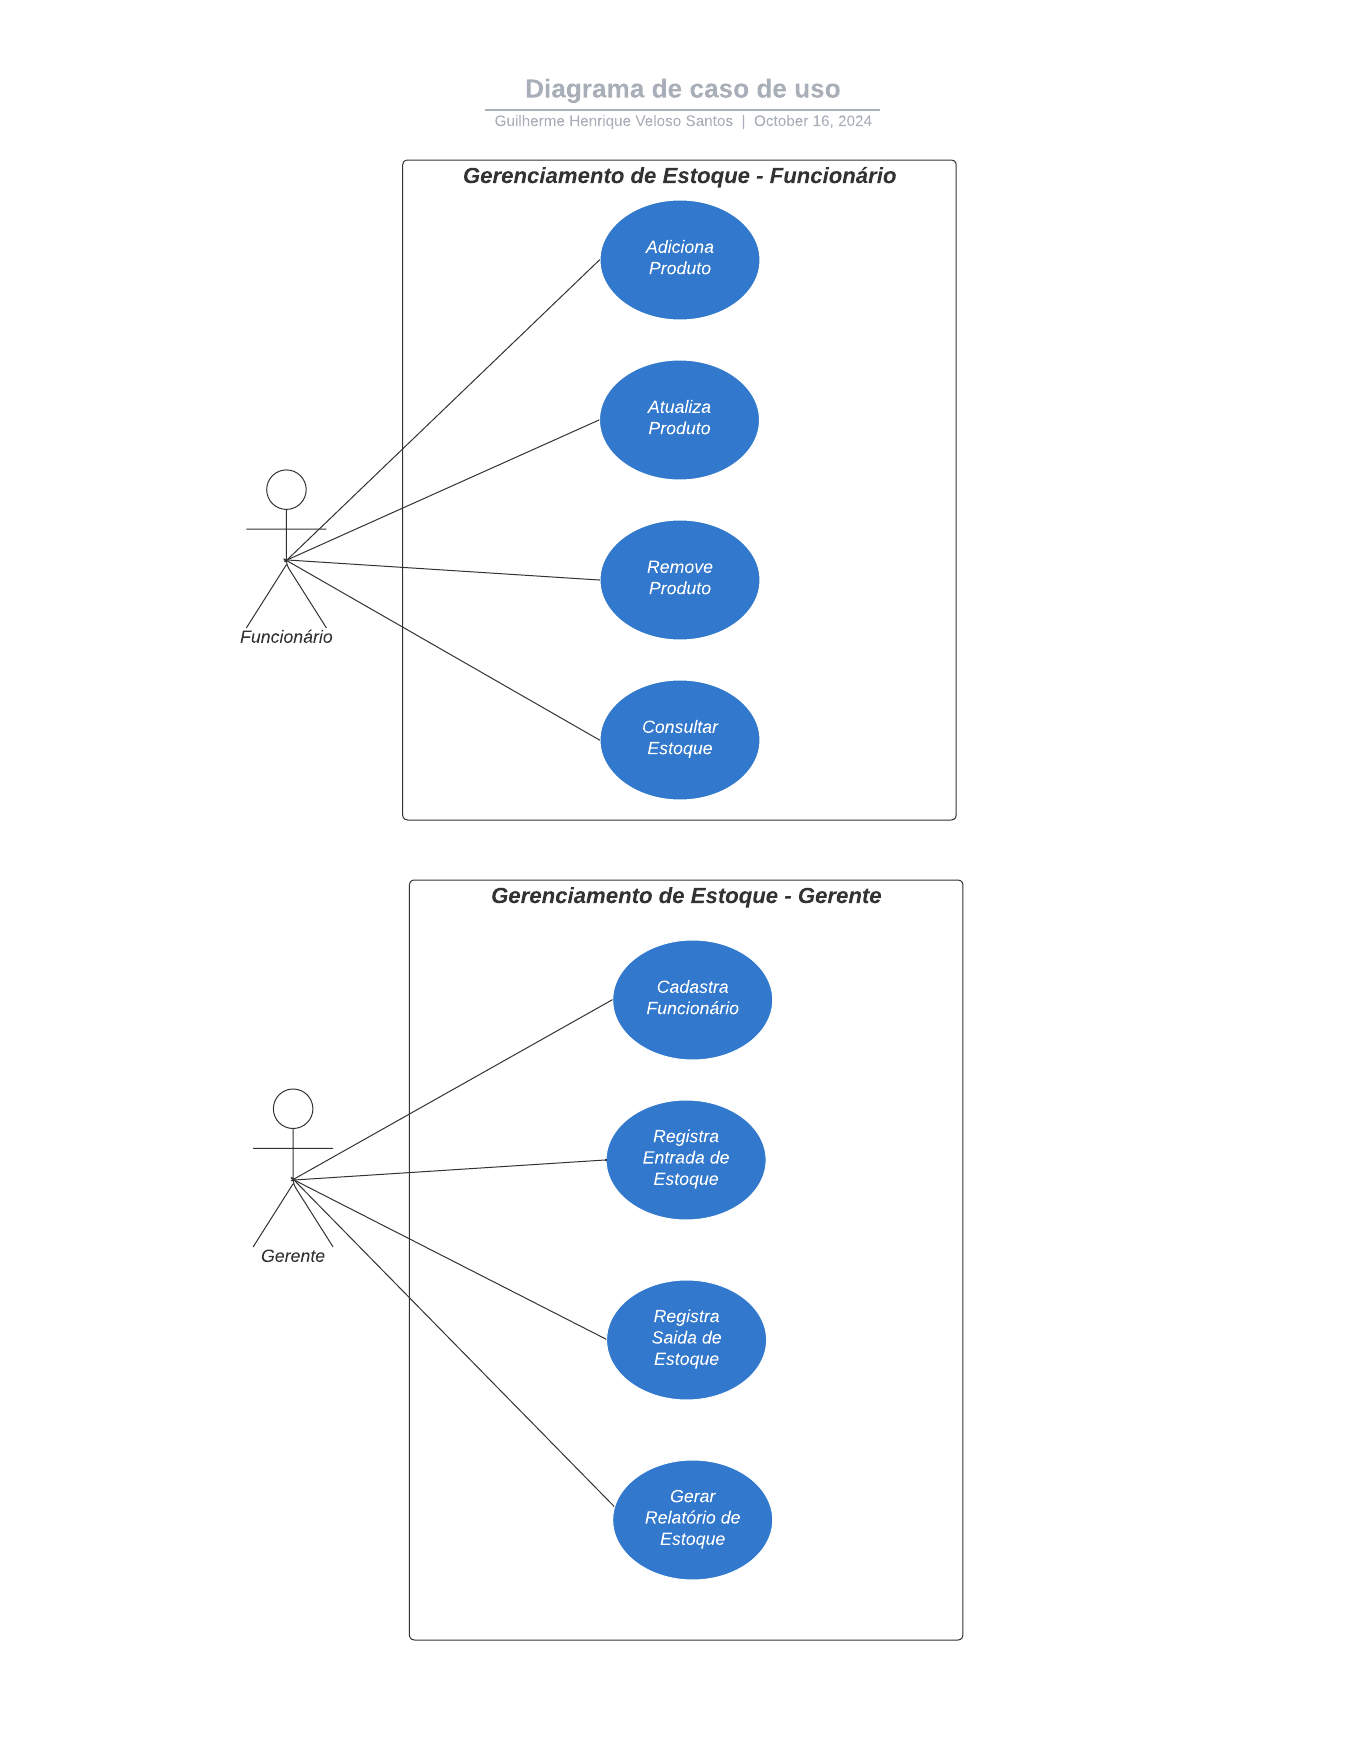 Diagrama de caso de uso
Guilherme Henrique Veloso Santos | October 16, 2024
Gerenciamento de Estoque - Funcionário
Adiciona
Produto
Atualiza
Produto
Remove
Produto
Funcionário
Consultar
Estoque
Gerenciamento de Estoque - Gerente
Cadastra
Funcionário
Registra
Entrada de
Estoque
Gerente
Registra
Saida de
Estoque
Gerar
Relatório de
Estoque